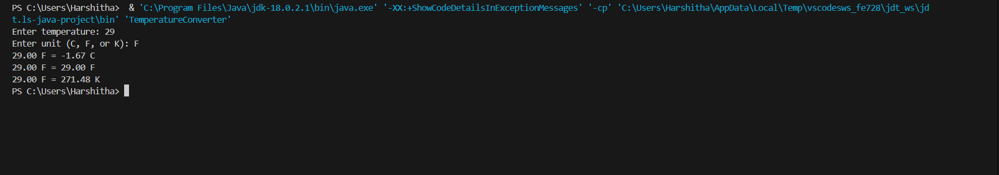 PS C:\Users\Harshitha>  & 'C:\Program Files\Java\jdk-18.0.2.1\bin\java.exe' '-XX:+ShowCodeDetailsInExceptionMessages' '-cp' 'C:\Users\Harshitha\AppData\Local\Temp\vscodesws_fe728\jdt_ws\jd
t.ls-java-project\bin' 'TemperatureConverter'
Enter temperature: 29
Enter unit (C, F, or K): F
29.00 F = -1.67 C
29.00 F = 29.00 F
29.00 F = 271.48 K
PS C:\Users\Harshitha>